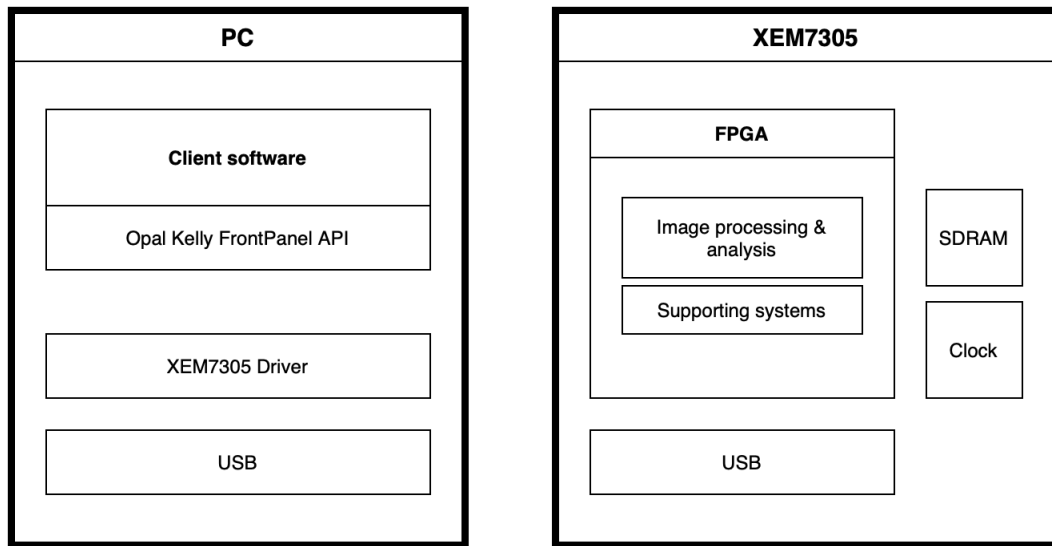 PC
Client software
Opal Kelly FrontPanel API
XEM7305 Driver
USB
XEM7305
FPGA
Image processing &
analysis
Supporting systems
SDRAM
Clock
USB